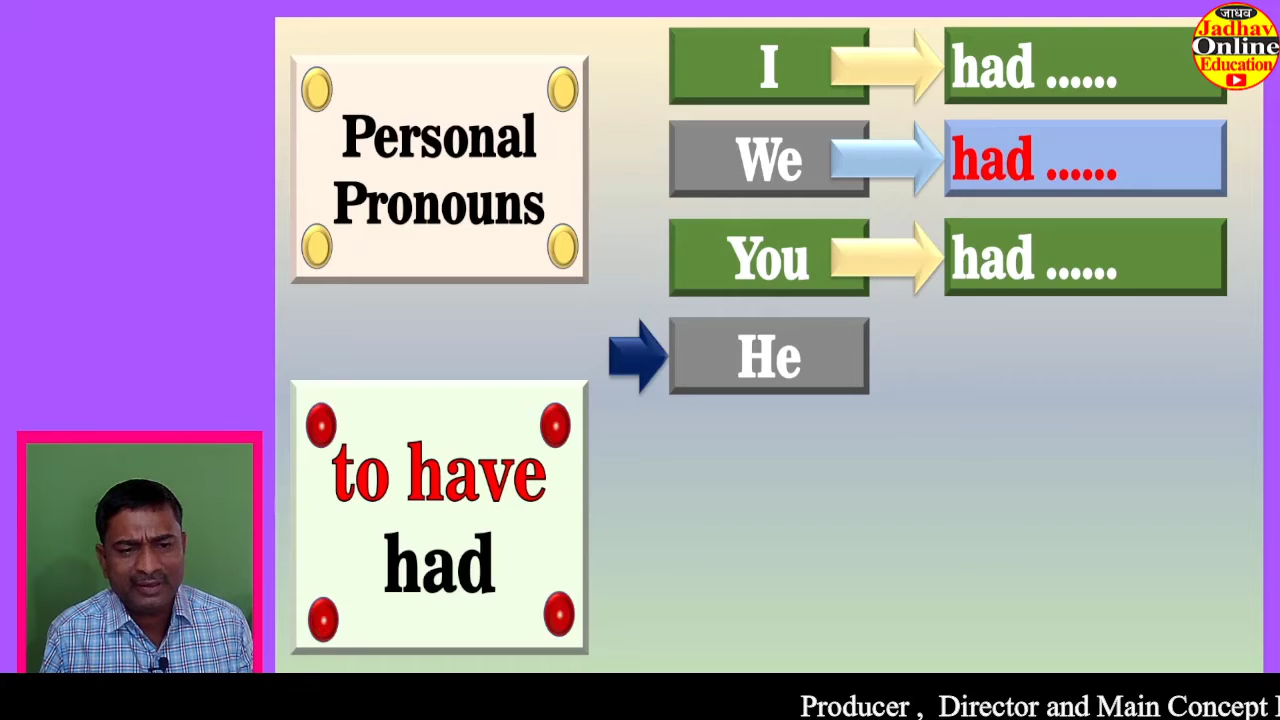 Personal
Pronouns
to have
had
I
had ......
We
had ......
You
had ......
He
जाधव
Jadhav
Online
Education
Producer , Director and Main Concept